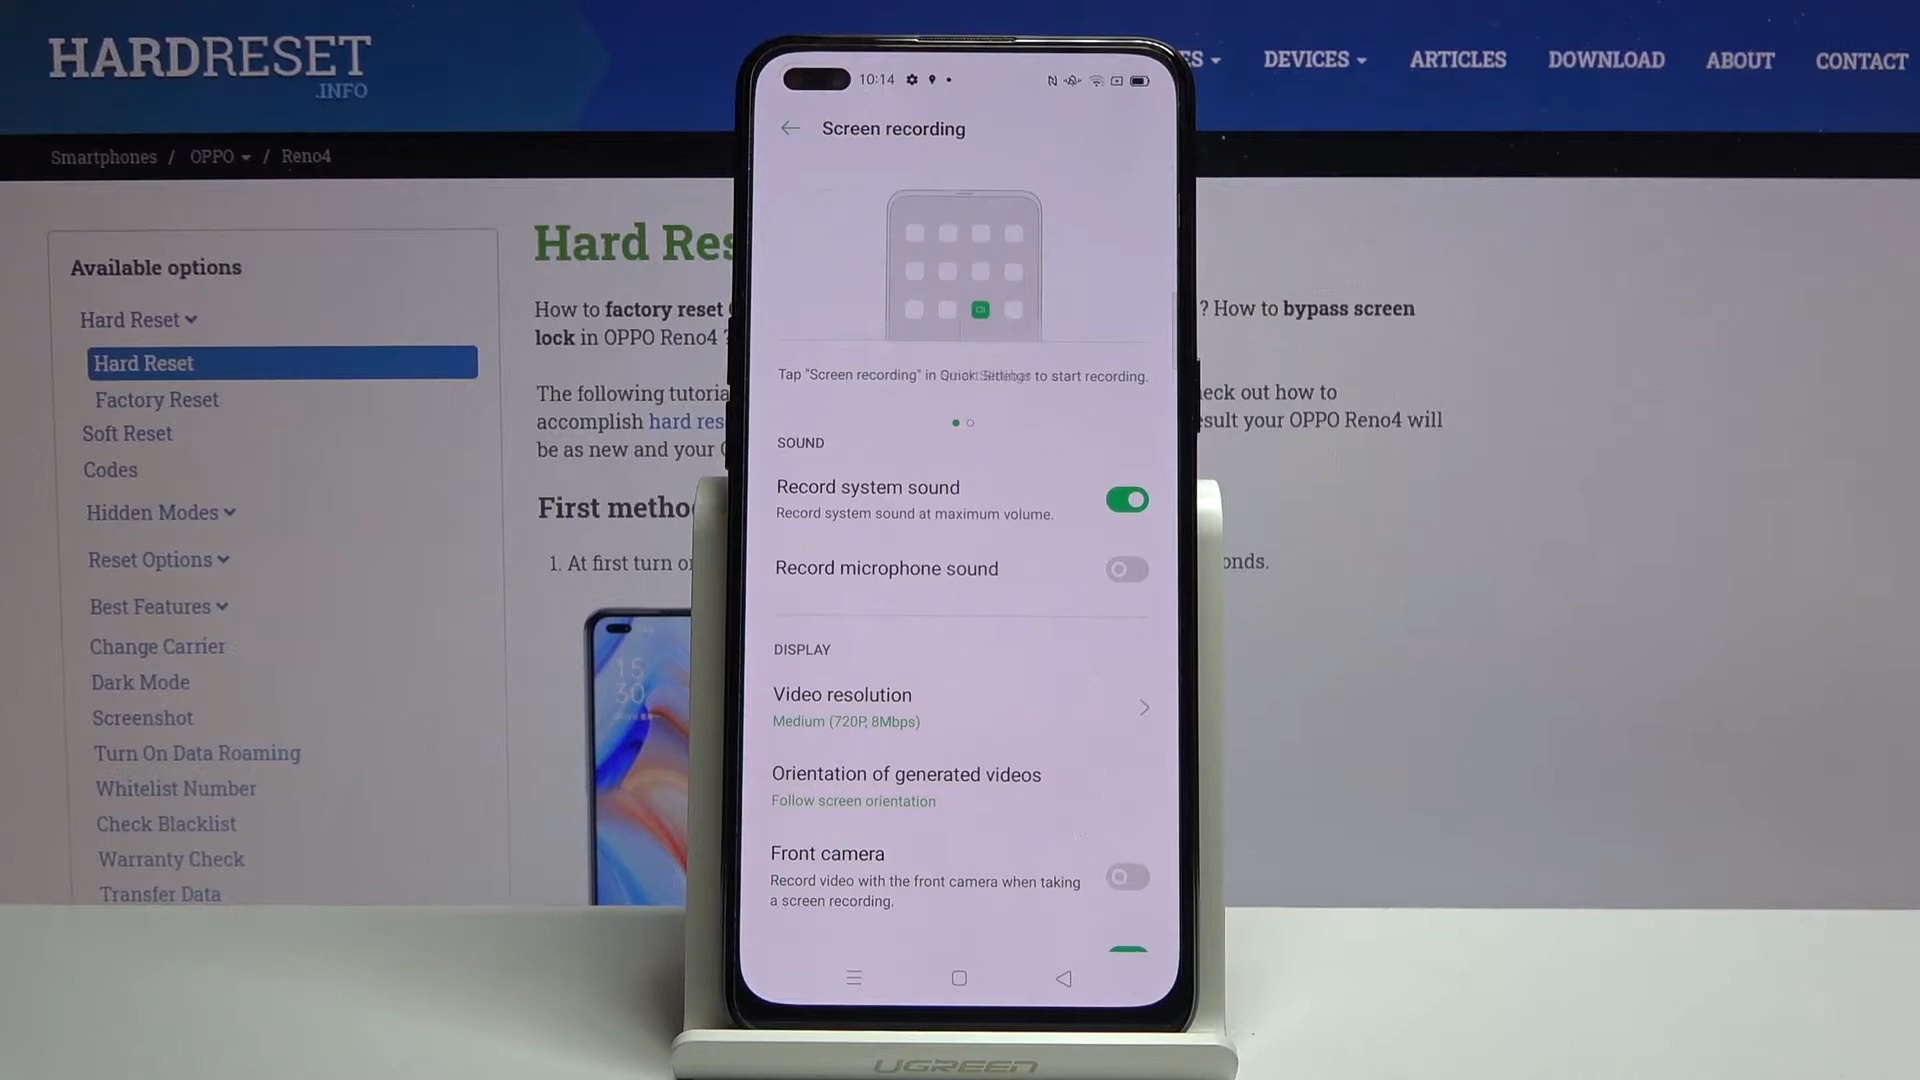 HARDRESET
.INFO
DEVICES
ARTICLES
DOWNLOAD
ABOUT
CONTACT
Smartphones / OPPO / Reno4
Available options
Hard Reset
Hard Reset
Factory Reset
Soft Reset
Codes
Hidden Modes
Reset Options
Best Features
Change Carrier
Dark Mode
Screenshot
Turn On Data Roaming
Whitelist Number
Check Blacklist
Warranty Check
Transfer Data
Hard Res
How to factory reset
? How to bypass screen
lock in OPPO Reno4 ?
The following tutoria
eck out how to
accomplish hard res
sult your OPPO Reno4 will
be as new and your
First metho
1. At first turn o
onds.
15
30
10:14
Screen recording
Tap "Screen recording" in Quick Settings to start recording.
SOUND
Record system sound
Record system sound at maximum volume.
Record microphone sound
DISPLAY
Video resolution
Medium (720P, 8Mbps)
Orientation of generated videos
Follow screen orientation
Front camera
Record video with the front camera when taking
a screen recording.
UGREEN